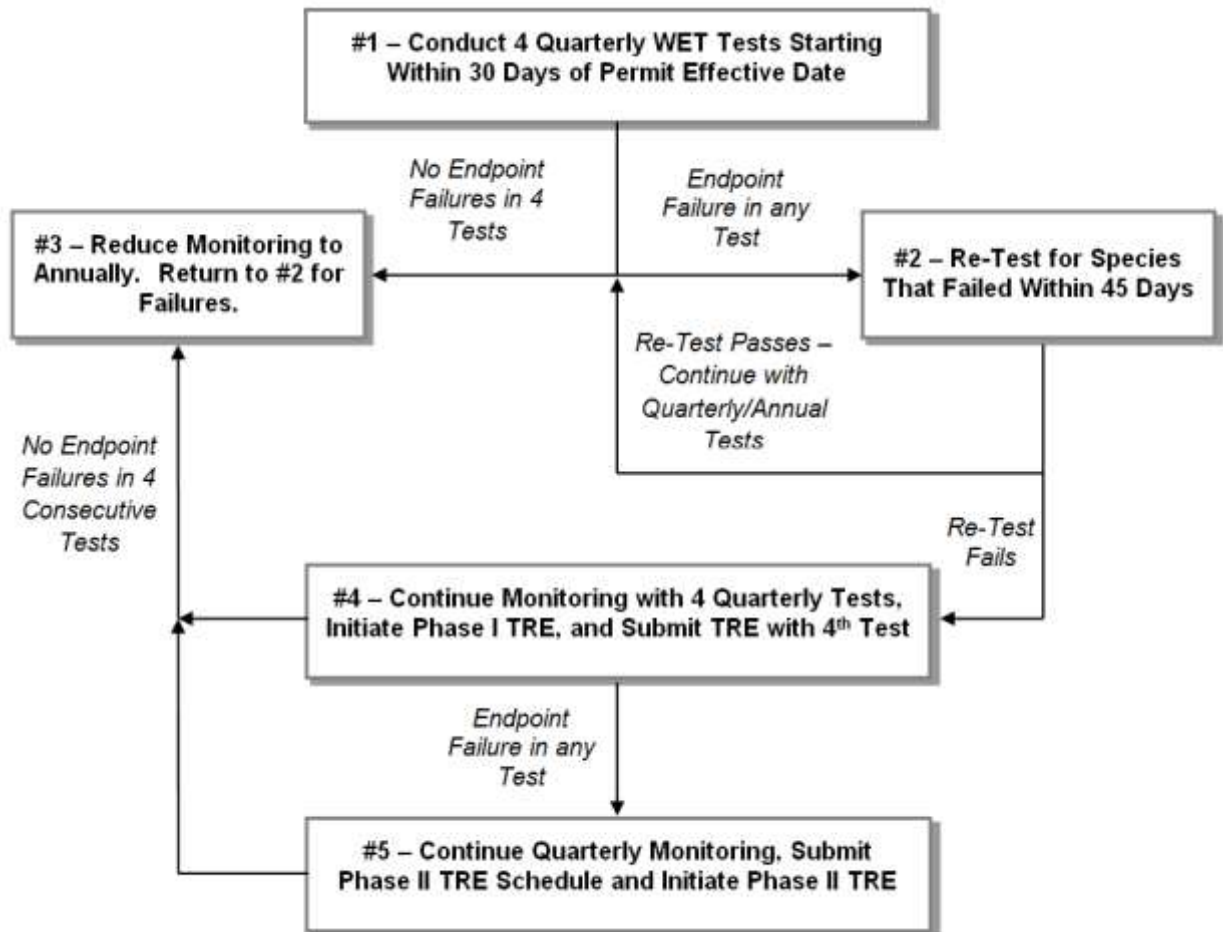 #1 – Conduct 4 Quarterly WET Tests Starting
Within 30 Days of Permit Effective Date
No Endpoint
Failures in 4
Tests
Endpoint
Failure in any
Test
#3 – Reduce Monitoring to
Annually. Return to #2 for
Failures.
#2 – Re-Test for Species
That Failed Within 45 Days
Re-Test Passes –
Continue with
Quarterly/Annual
Tests
No Endpoint
Failures in 4
Consecutive
Tests
Re-Test
Fails
#4 – Continue Monitoring with 4 Quarterly Tests,
Initiate Phase I TRE, and Submit TRE with 4th Test
Endpoint
Failure in any
Test
#5 – Continue Quarterly Monitoring, Submit
Phase II TRE Schedule and Initiate Phase II TRE